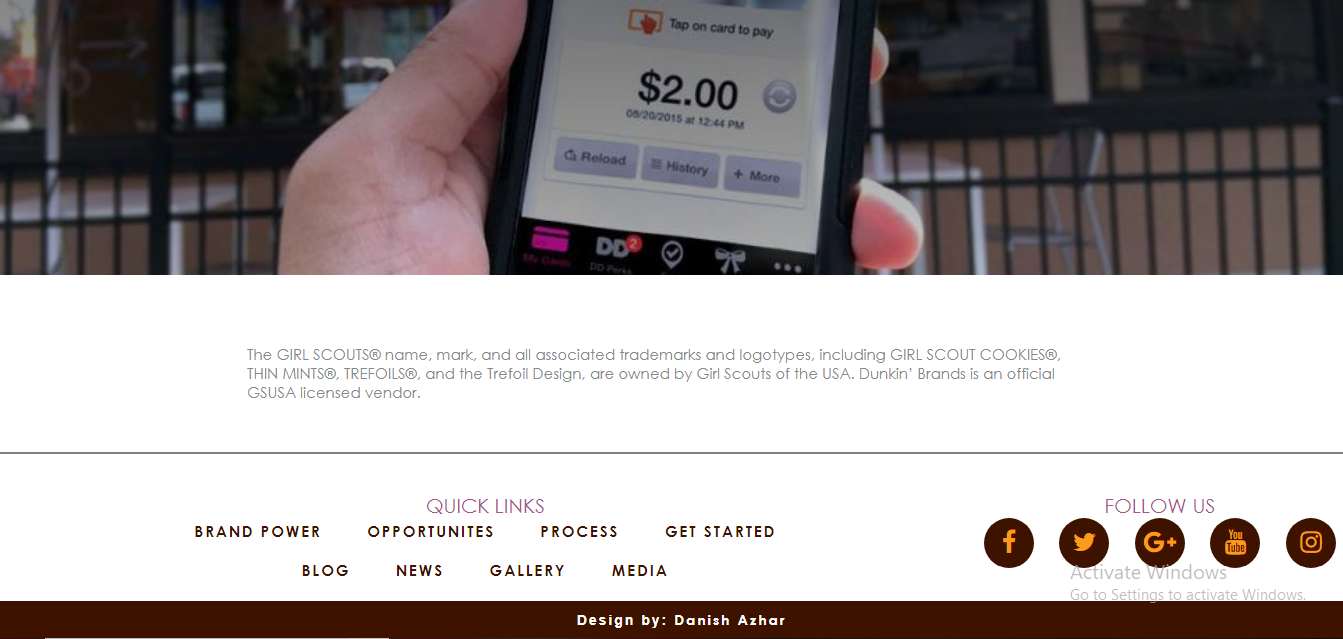 Tap on card to pay
$2.00
08/20/2015 at 12:44 PM
Reload History + More
My Cards DD 2
DD Perks
The GIRL SCOUTS® name, mark, and all associated trademarks and logotypes, including GIRL SCOUT COOKIES®,
THIN MINTS®, TREFOILS®, and the Trefoil Design, are owned by Girl Scouts of the USA. Dunkin’ Brands is an official
GSUSA licensed vendor.
QUICK LINKS
BRAND POWER OPPORTUNITES PROCESS GET STARTED
BLOG NEWS GALLERY MEDIA
FOLLOW US
f G+ You Tube
Activate Windows
Go to Settings to activate Windows.
Design by: Danish Azhar